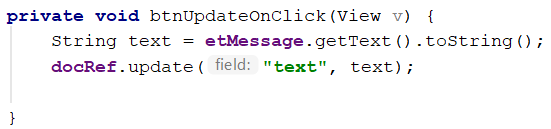 private void btnUpdateOnClick(View v) {
    String text = etMessage.getText().toString();
    docRef.update( field: "text", text);
}